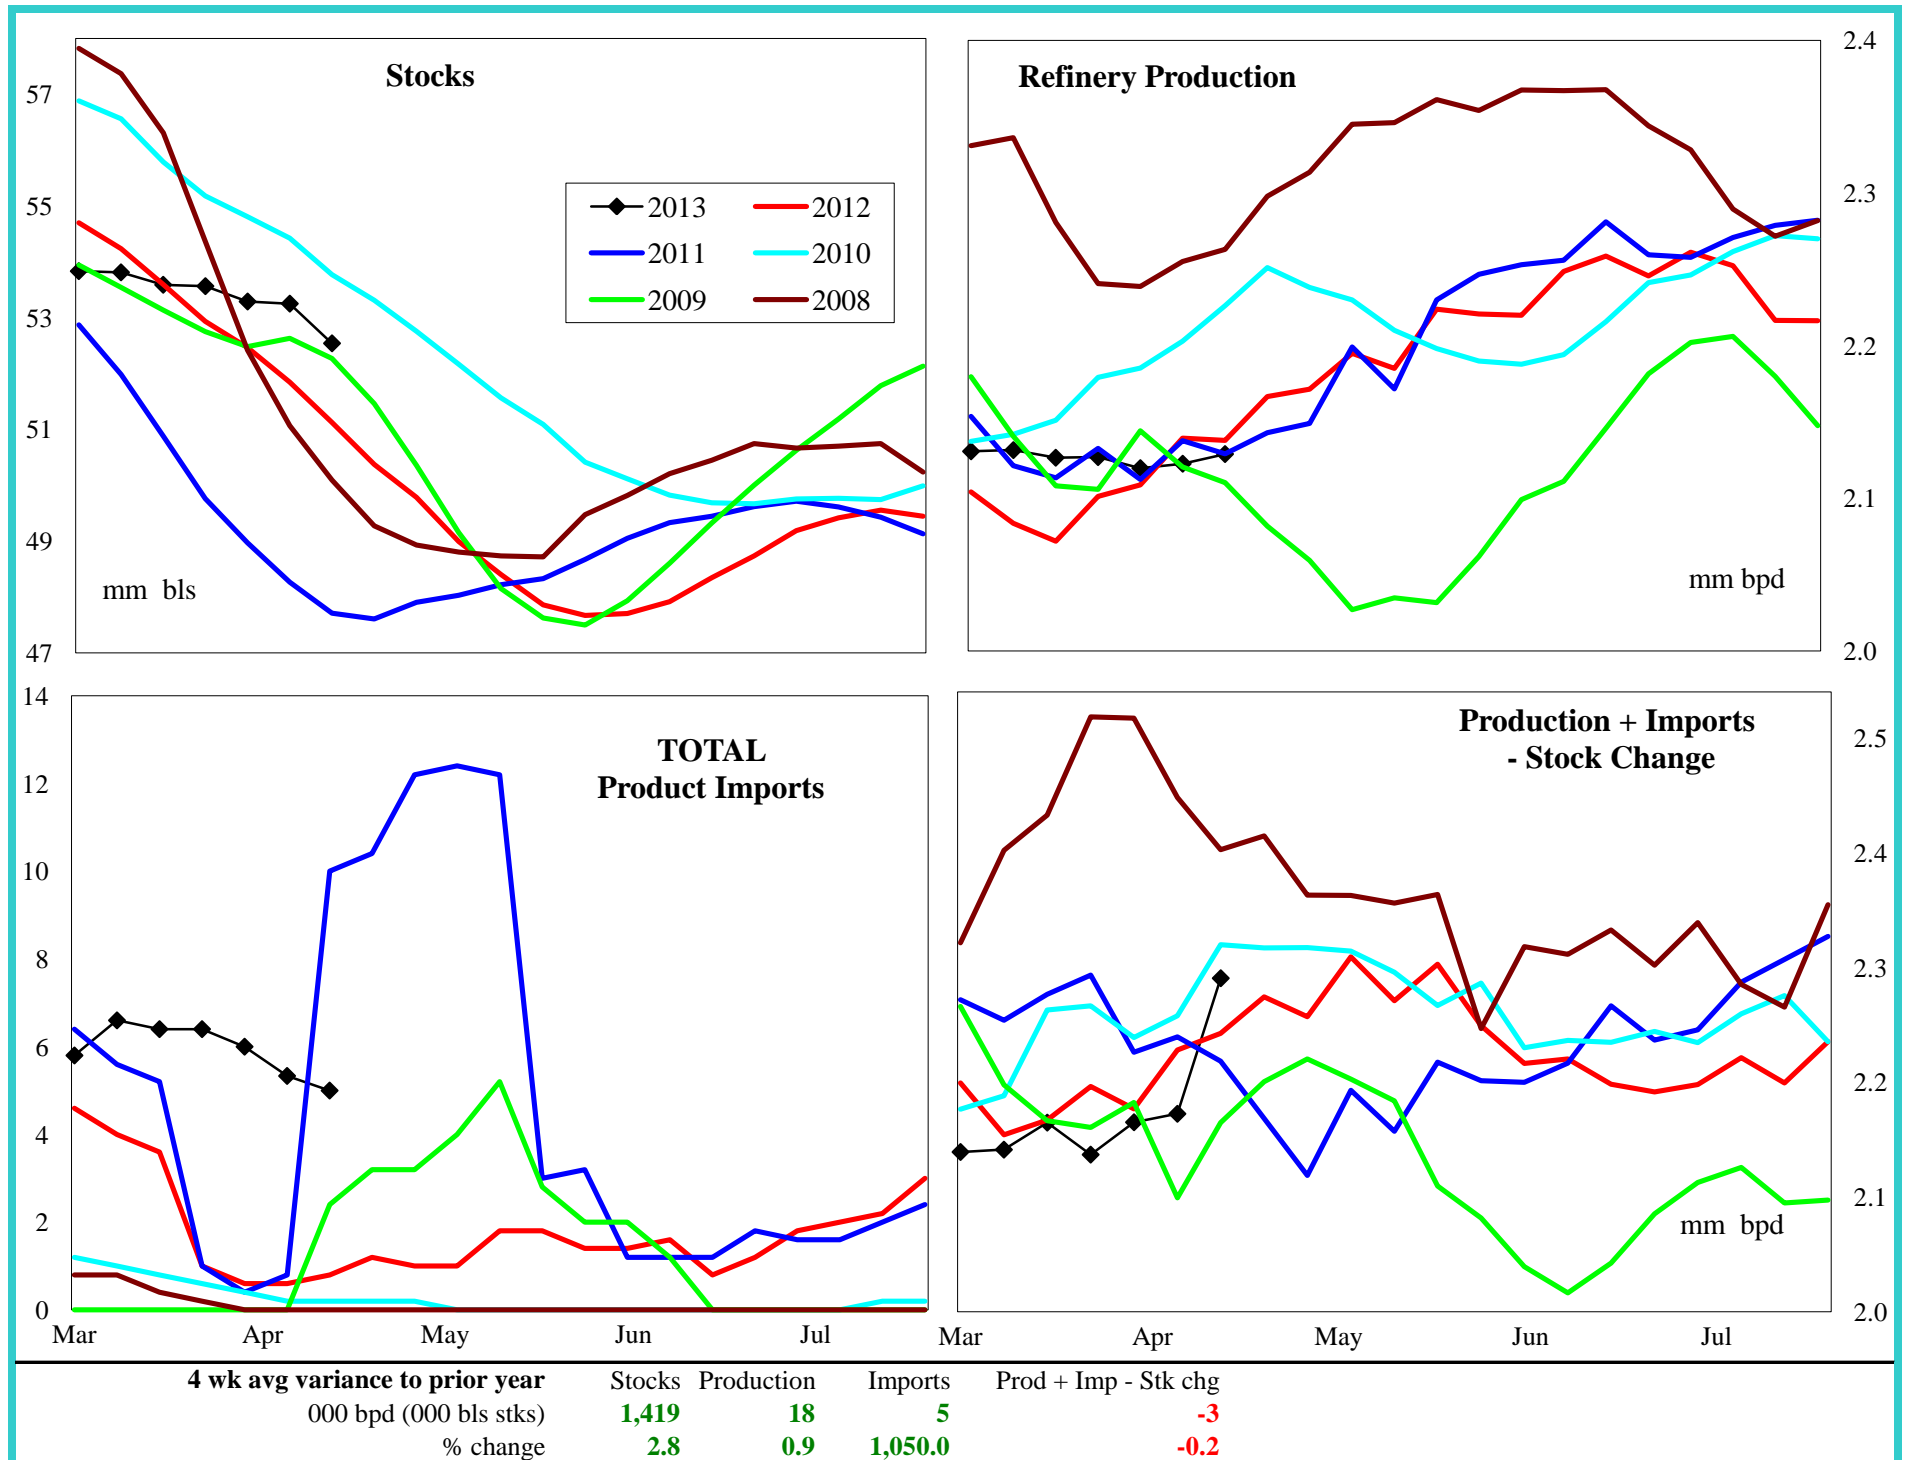 Stocks
57
55
53
51
49
47
2013
2012
2011
2010
2009
2008
mm bls
Refinery Production
2.4
2.3
2.2
2.1
2.0
mm bpd
TOTAL
Product Imports
14
12
10
8
6
4
2
0
Mar Apr May Jun Jul
Production + Imports
- Stock Change
2.5
2.4
2.3
2.2
2.1
2.0
mm bpd
Mar Apr May Jun Jul
4 wk avg variance to prior year Stocks Production Imports Prod + Imp - Stk chg
000 bpd (000 bls stks) 1,419 18 5 -3
% change 2.8 0.9 1,050.0 -0.2